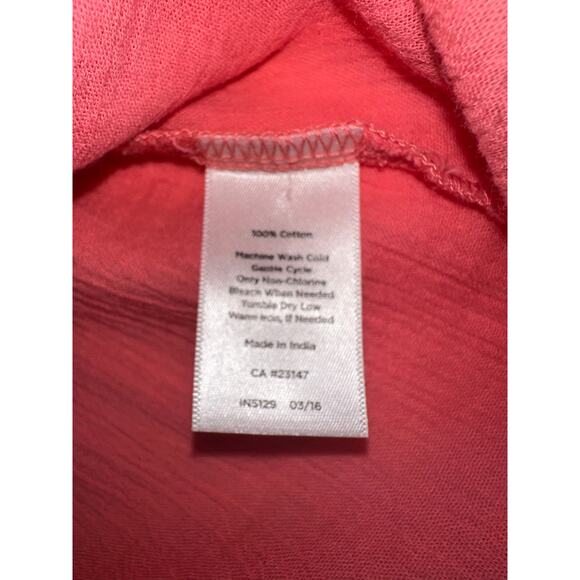 100% Cotton
Machine Wash Cold
Gentle Cycle
Only Non-Chlorine
Bleach When Needed
Tumble Dry Low
Warm Iron, If Needed
Made in India
CA #23147
IN5129 03/16